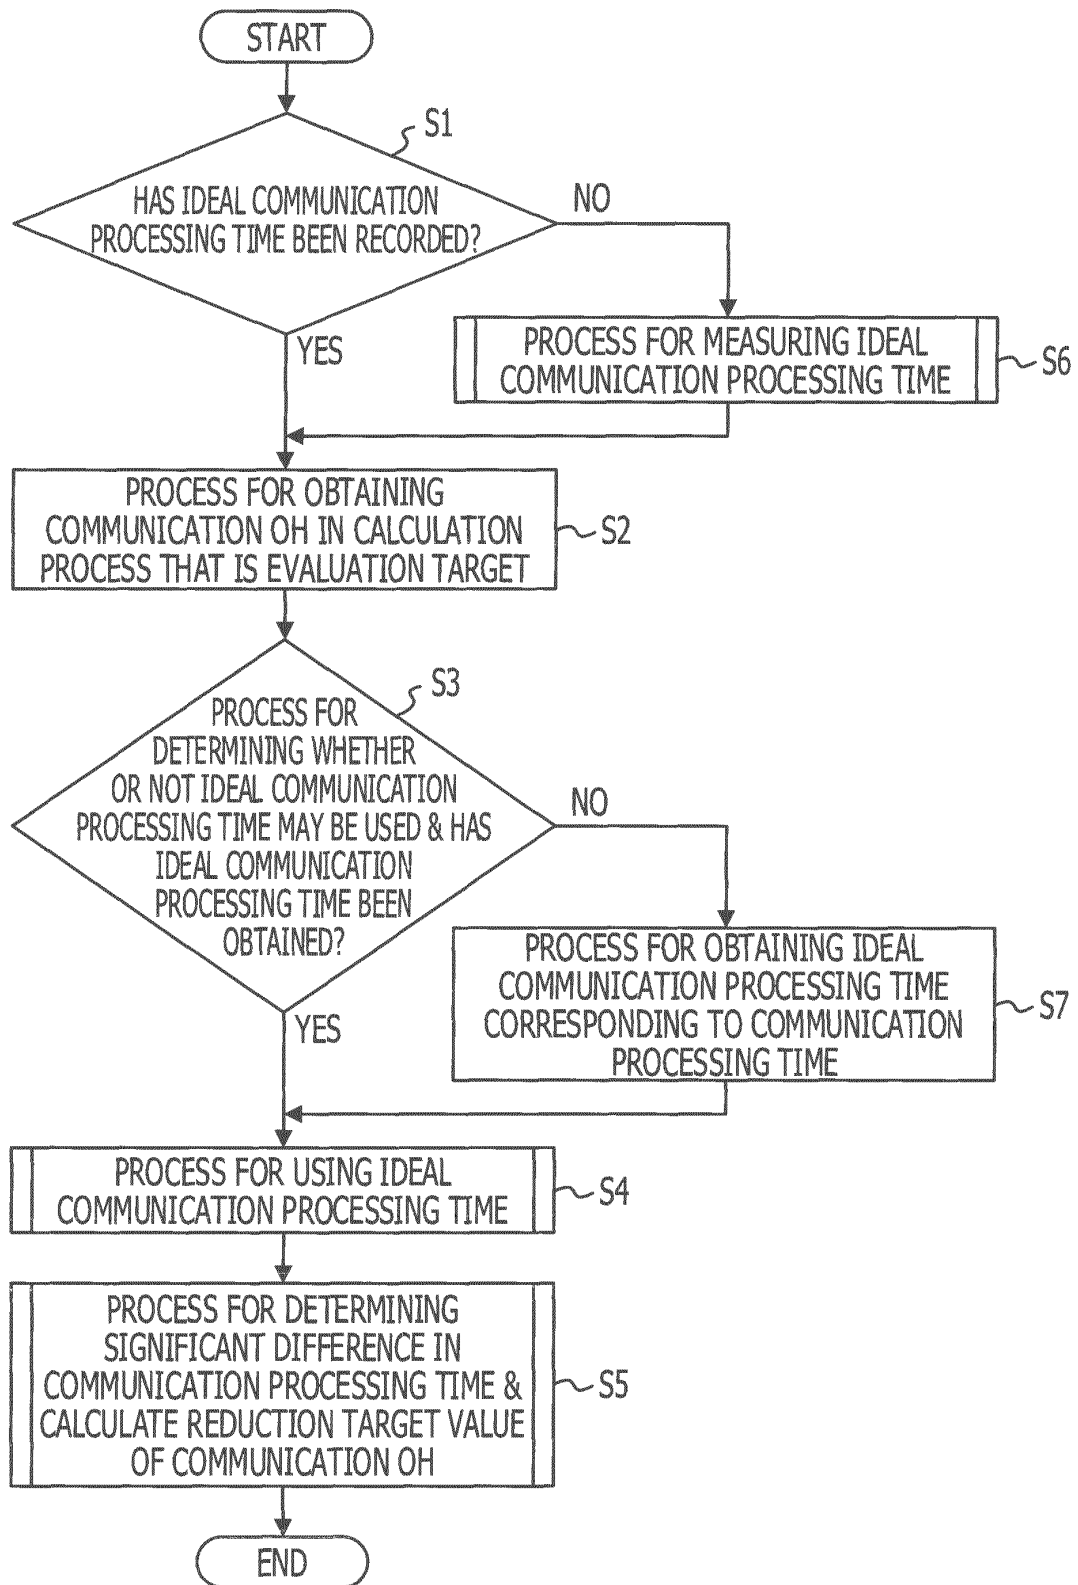 START
S1
HAS IDEAL COMMUNICATION
PROCESSING TIME BEEN RECORDED?
NO
YES
PROCESS FOR MEASURING IDEAL
COMMUNICATION PROCESSING TIME
S6
PROCESS FOR OBTAINING
COMMUNICATION OH IN CALCULATION
PROCESS THAT IS EVALUATION TARGET
S2
S3
PROCESS FOR
DETERMINING WHETHER
OR NOT IDEAL COMMUNICATION
PROCESSING TIME MAY BE USED & HAS
IDEAL COMMUNICATION
PROCESSING TIME BEEN
OBTAINED?
NO
YES
PROCESS FOR OBTAINING IDEAL
COMMUNICATION PROCESSING TIME
CORRESPONDING TO COMMUNICATION
PROCESSING TIME
S7
PROCESS FOR USING IDEAL
COMMUNICATION PROCESSING TIME
S4
PROCESS FOR DETERMINING
SIGNIFICANT DIFFERENCE IN
COMMUNICATION PROCESSING TIME &
CALCULATE REDUCTION TARGET VALUE
OF COMMUNICATION OH
S5
END